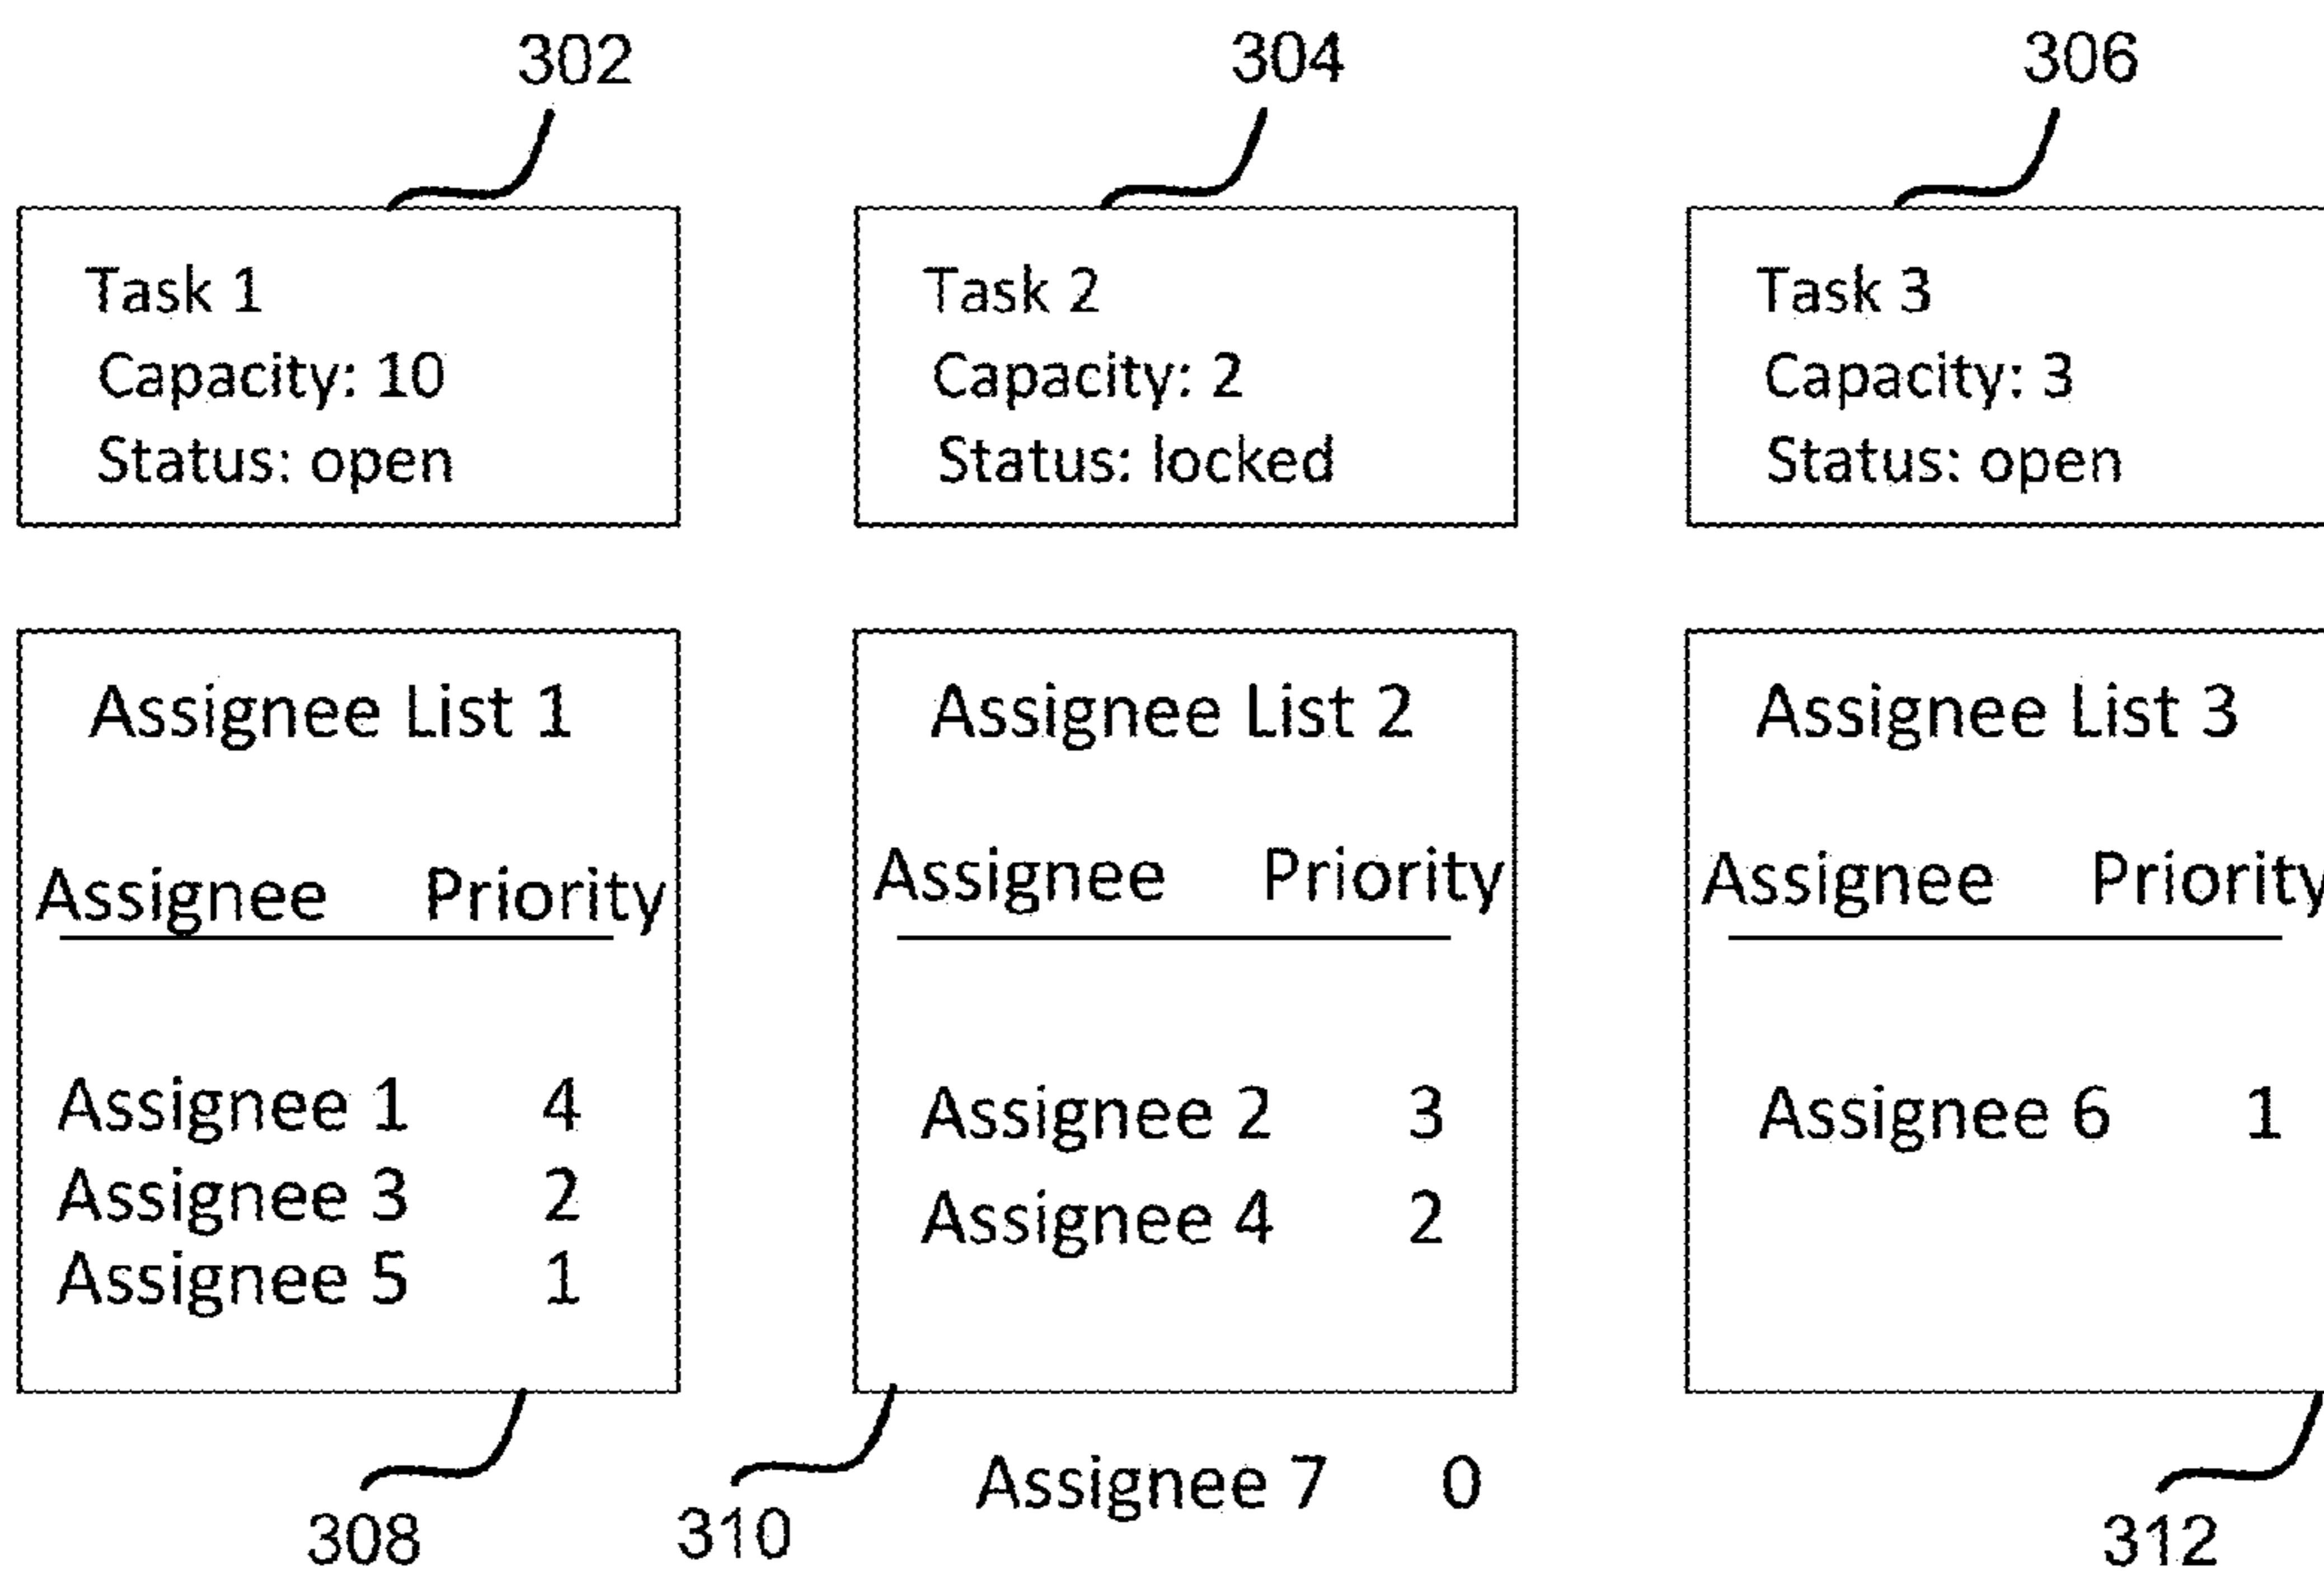 302
304
306
Task 1
Capacity: 10
Status: open
Task 2
Capacity: 2
Status: locked
Task 3
Capacity: 3
Status: open
Assignee List 1
Assignee Priority
Assignee 1 4
Assignee 3 2
Assignee 5 1
Assignee List 2
Assignee Priority
Assignee 2 3
Assignee 4 2
Assignee List 3
Assignee Priority
Assignee 6 1
308
310
Assignee 7 0
312